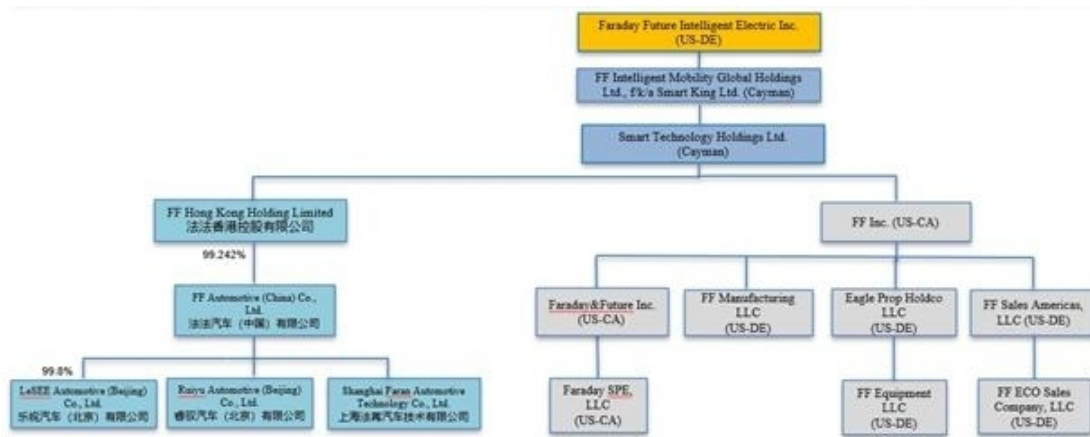 Faraday Future Intelligent Electric Inc.
(US-DE)
FF Intelligent Mobility Global Holdings
Ltd., f/k/a Smart King Ltd. (Cayman)
Smart Technology Holdings Ltd.
(Cayman)
FF Hong Kong Holding Limited
法法香港控股有限公司
FF Inc. (US-CA)
99.242%
FF Automotive (China) Co.,
Ltd.
法法汽车（中国）有限公司
Faraday&Future Inc.
(US-CA)
FF Manufacturing
LLC
(US-DE)
Eagle Prop Holdco
LLC
(US-DE)
FF Sales Americas,
LLC (US-DE)
99.8%
LeSEE Automotive (Beijing)
Co., Ltd.
乐视汽车（北京）有限公司
Ruiyu Automotive (Beijing)
Co., Ltd.
睿驭汽车（北京）有限公司
Shanghai Faran Automotive
Technology Co., Ltd.
上海法苒汽车技术有限公司
Faraday SPE,
LLC
(US-CA)
FF Equipment
LLC
(US-DE)
FF ECO Sales
Company, LLC
(US-DE)